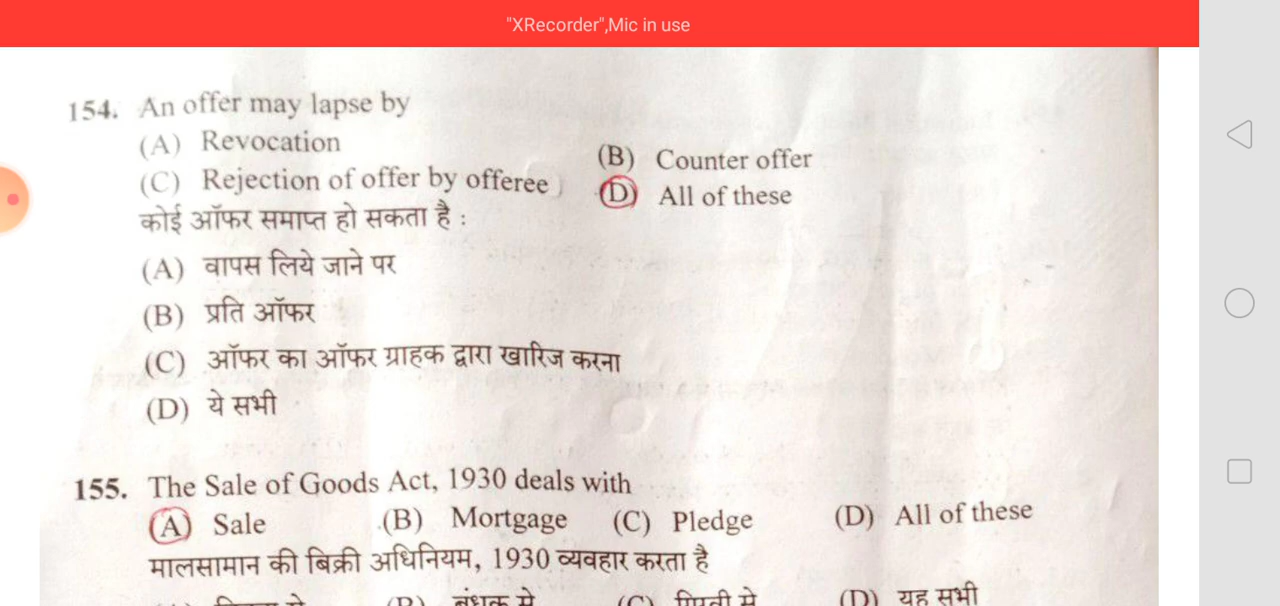 "XRecorder",Mic in use
154. An offer may lapse by
(A) Revocation (B) Counter offer
(C) Rejection of offer by offeree (D) All of these
कोई ऑफर समाप्त हो सकता है :
(A) वापस लिये जाने पर
(B) प्रति ऑफर
(C) ऑफर का ऑफर ग्राहक द्वारा खारिज करना
(D) ये सभी
155. The Sale of Goods Act, 1930 deals with
(A) Sale (B) Mortgage (C) Pledge (D) All of these
मालसामान की बिक्री अधिनियम, 1930 व्यवहार करता है
(B) बंधक मे (C) (D) यह सभी